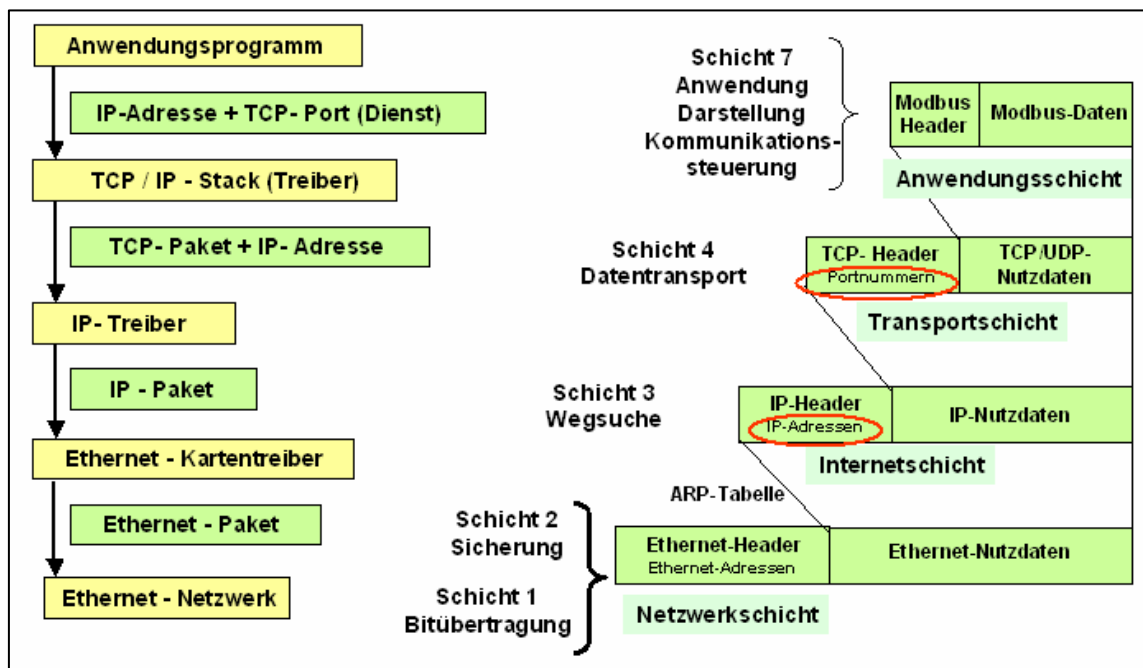 Anwendungsprogramm
IP-Adresse + TCP- Port (Dienst)
TCP / IP - Stack (Treiber)
TCP- Paket + IP- Adresse
IP- Treiber
IP - Paket
Ethernet - Kartentreiber
Ethernet - Paket
Ethernet - Netzwerk
Schicht 7
Anwendung
Darstellung
Kommunikations-
steuerung
Modbus
Header
Modbus-Daten
Anwendungsschicht
Schicht 4
Datentransport
TCP- Header
Portnummern
TCP/UDP-
Nutzdaten
Transportschicht
Schicht 3
Wegsuche
IP-Header
IP-Adressen
IP-Nutzdaten
Internetschicht
ARP-Tabelle
Schicht 2
Sicherung
Schicht 1
Bitübertragung
Ethernet-Header
Ethernet-Adressen
Ethernet-Nutzdaten
Netzwerkschicht